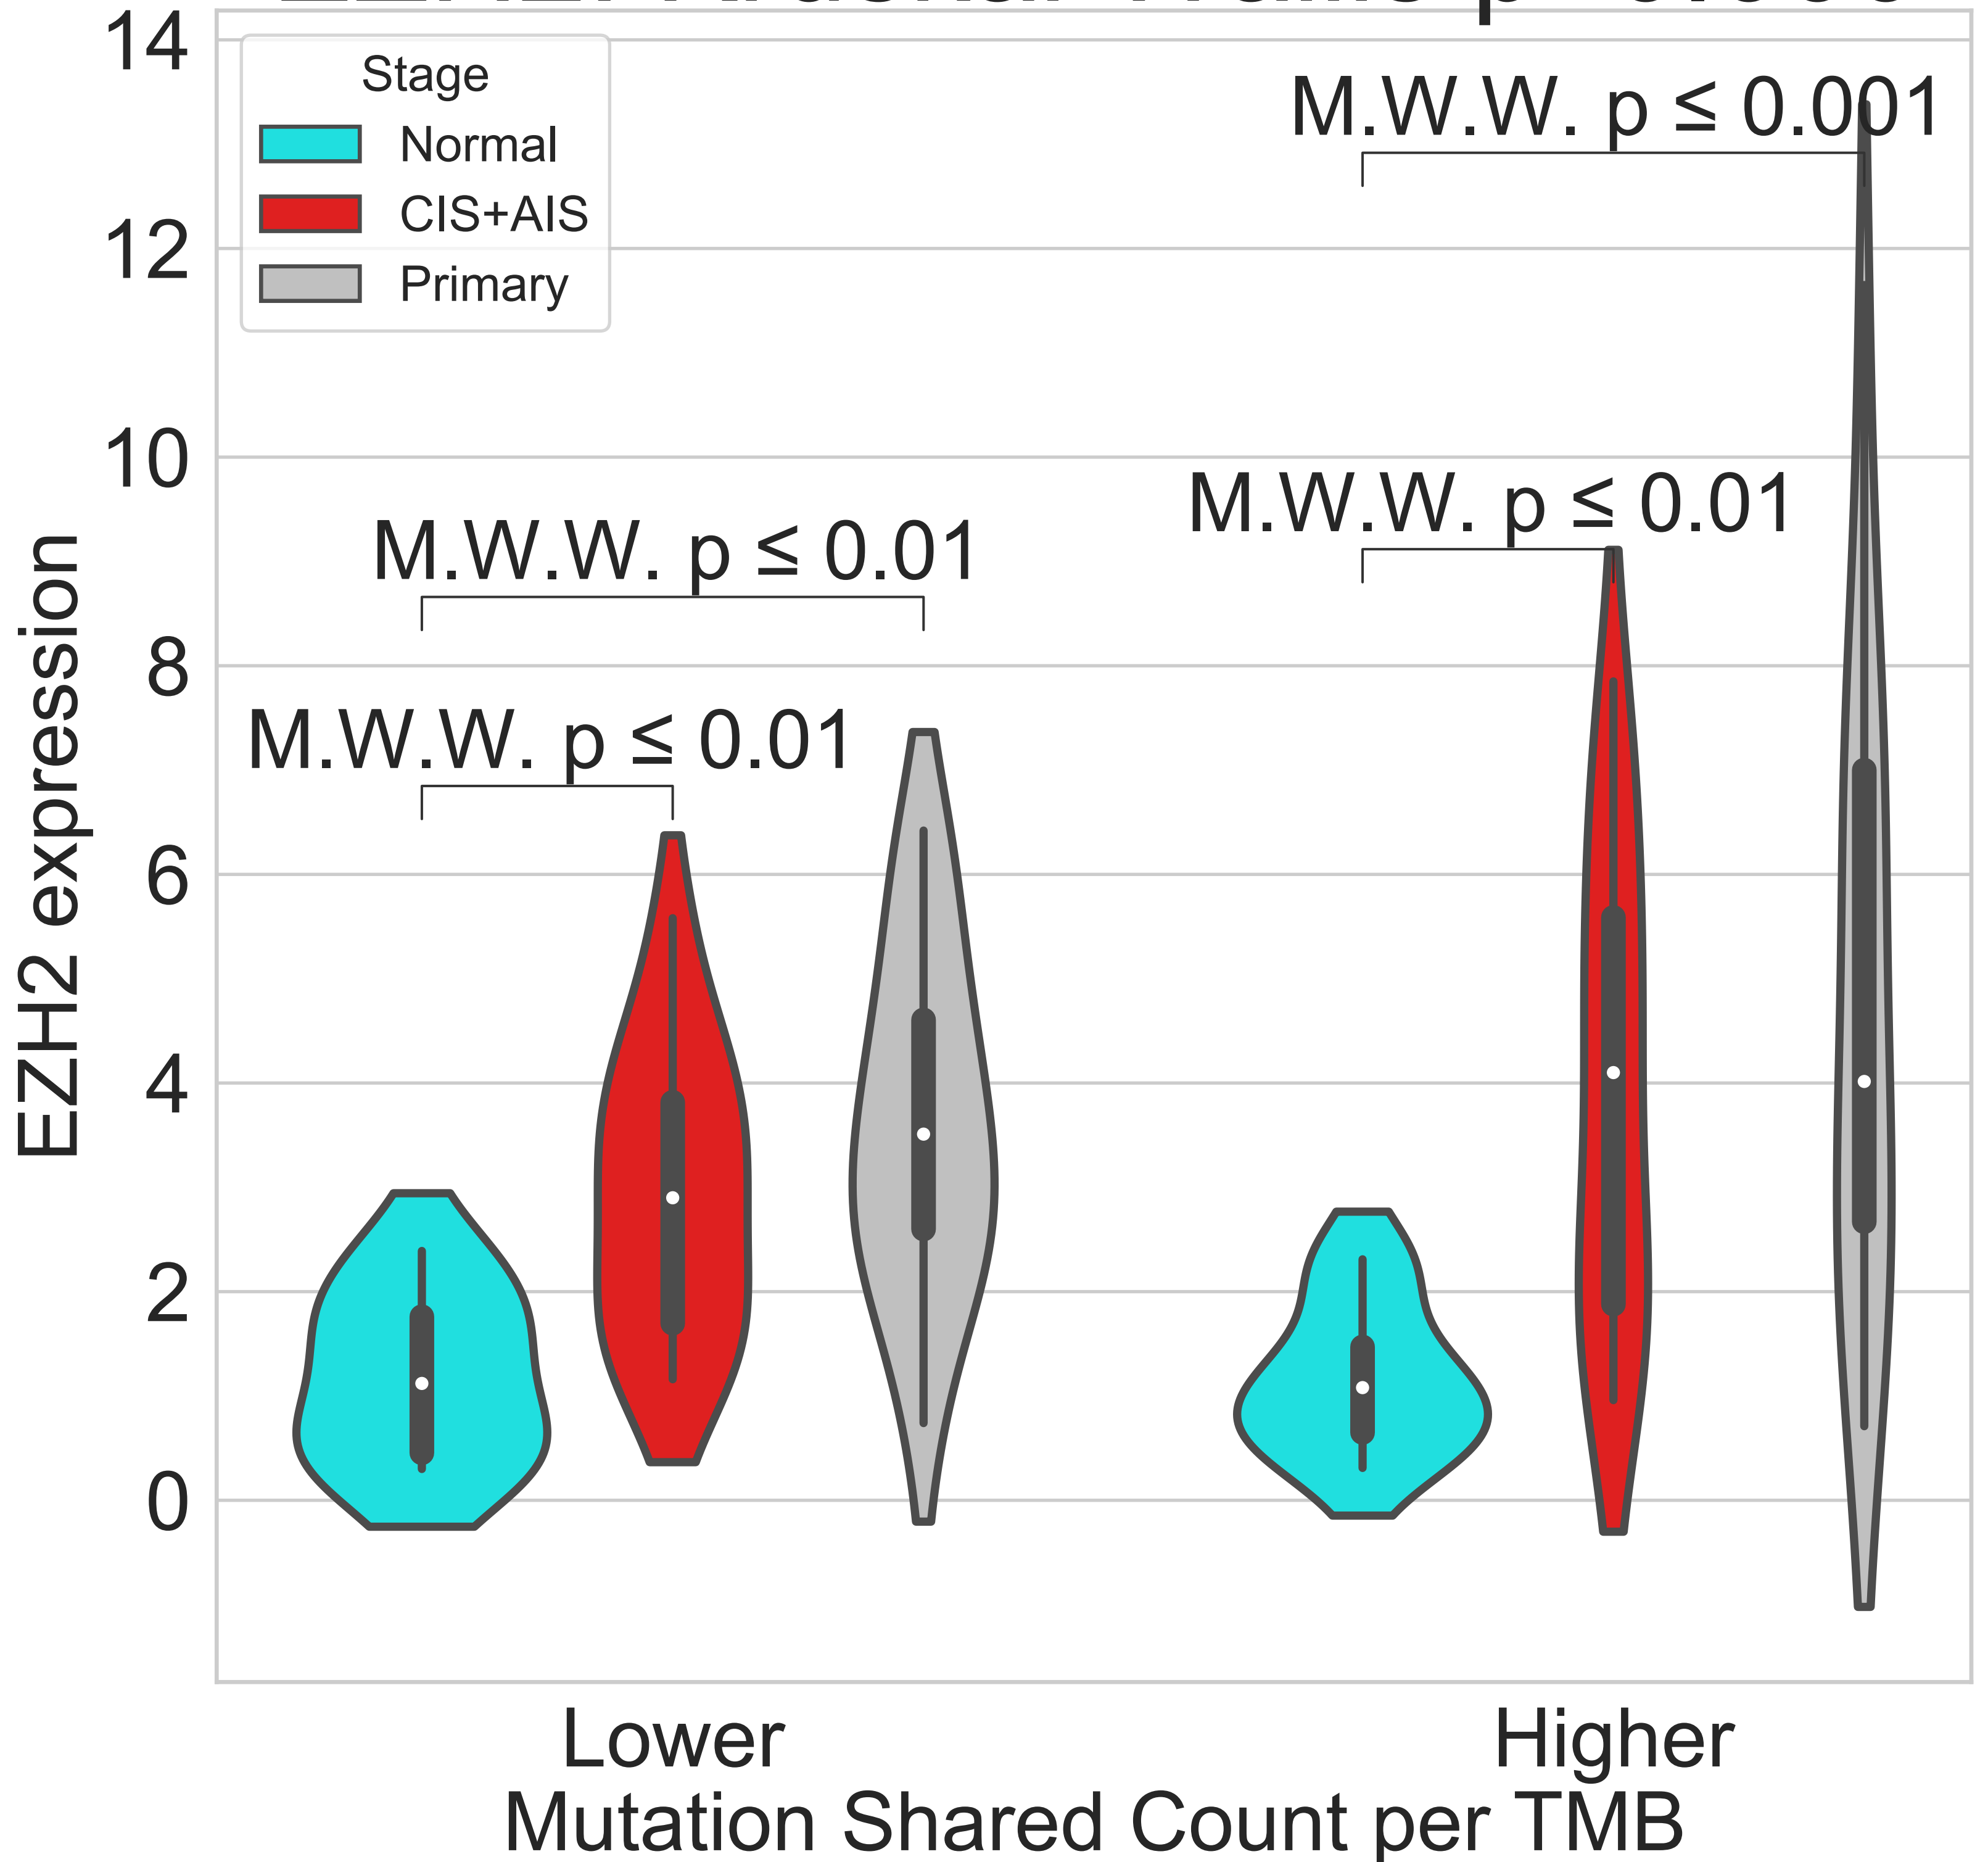 14
12
10
8
6
4
2
0
EZH2 expression
Stage
Normal
CIS+AIS
Primary
M.W.W. p ≤ 0.001
M.W.W. p ≤ 0.01
M.W.W. p ≤ 0.01
M.W.W. p ≤ 0.01
Lower
Higher
Mutation Shared Count per TMB